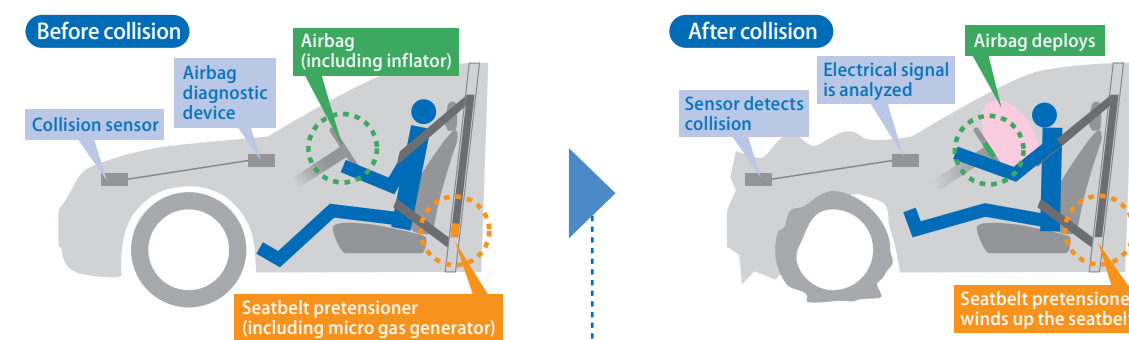 Before collision
Airbag
(including inflator)
Airbag
diagnostic
device
Collision sensor
Seatbelt pretensioner
(including micro gas generator)
After collision
Airbag deploys
Electrical signal
is analyzed
Sensor detects
collision
Seatbelt pretensione
winds up the seatbel